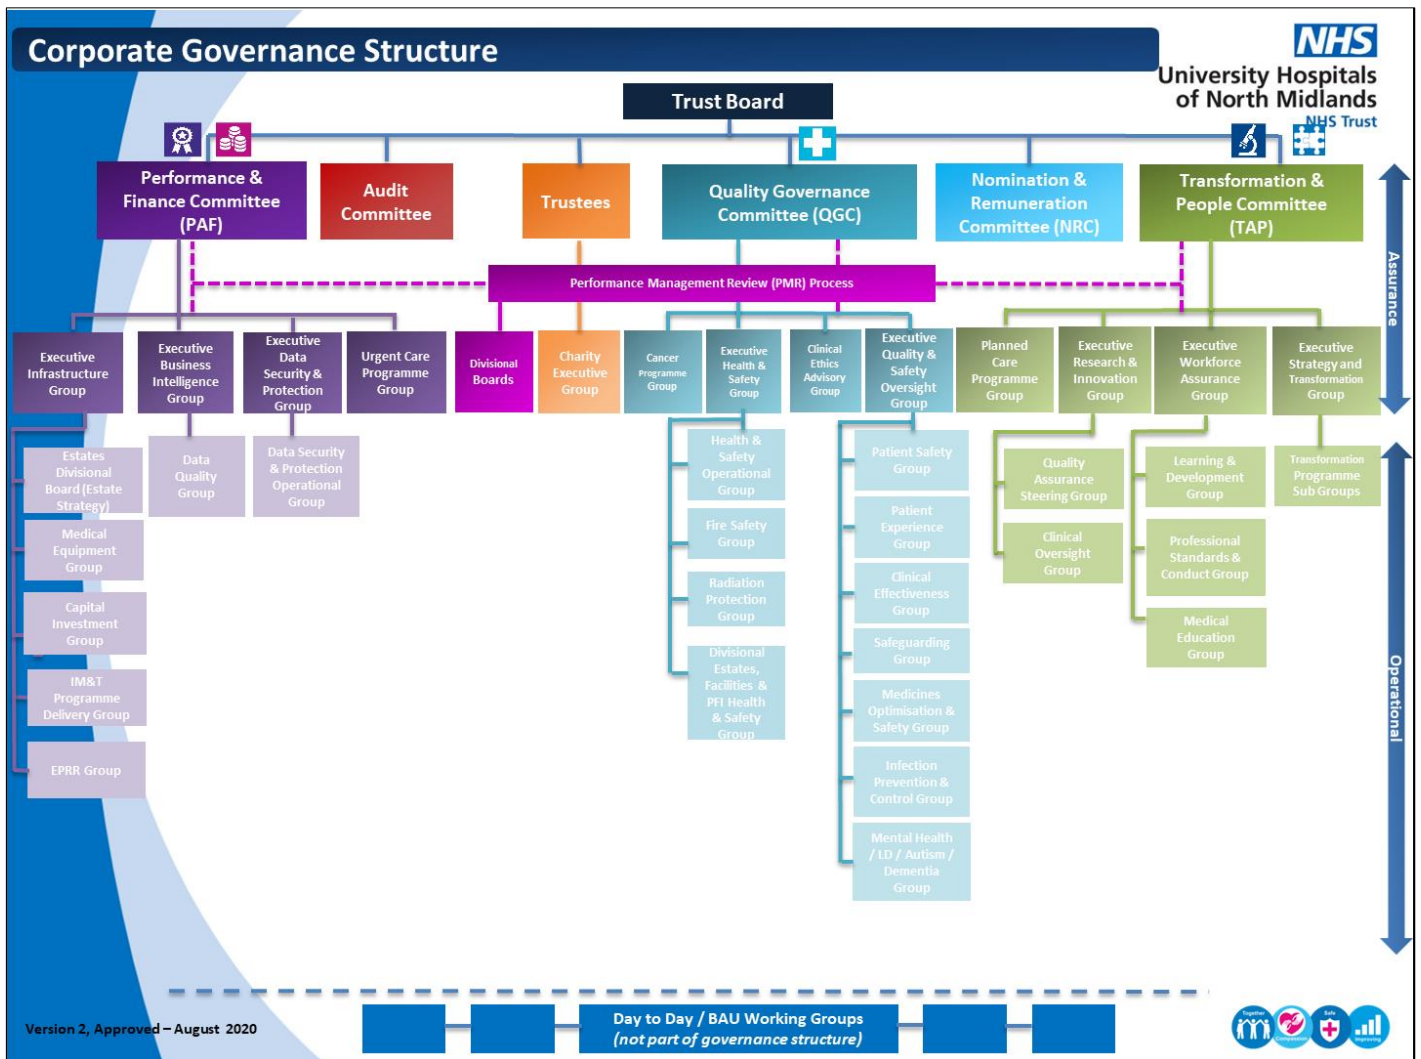 Corporate Governance Structure
NHS
University Hospitals
of North Midlands
NHS Trust
Trust Board
Performance &
Finance Committee
(PAF)
Audit
Committee
Trustees
Quality Governance
Committee (QGC)
Nomination &
Remuneration
Committee (NRC)
Transformation &
People Committee
(TAP)
Assurance
Performance Management Review (PMR) Process
Executive
Infrastructure
Group
Executive
Business
Intelligence
Group
Executive
Data
Security &
Protection
Group
Urgent Care
Programme
Group
Divisional
Boards
Charity
Executive
Group
Cancer
Programme
Group
Executive
Health &
Safety
Group
Clinical
Ethics
Advisory
Group
Executive
Quality &
Safety
Oversight
Group
Planned
Care
Programme
Group
Executive
Research &
Innovation
Group
Executive
Workforce
Assurance
Group
Executive
Strategy and
Transformation
Group
Estates
Divisional
Board (Estate
Strategy)
Medical
Equipment
Group
Capital
Investment
Group
IM&T
Programme
Delivery Group
EPRR Group
Data
Quality
Group
Data Security
& Protection
Operational
Group
Health &
Safety
Operational
Group
Fire Safety
Group
Radiation
Protection
Group
Divisional
Estates,
Facilities &
PFI Health
& Safety
Group
Patient Safety
Group
Patient
Experience
Group
Clinical
Effectiveness
Group
Safeguarding
Group
Medicines
Optimisation &
Safety Group
Infection
Prevention &
Control Group
Mental Health
/ LD / Autism /
Dementia
Group
Quality
Assurance
Steering Group
Clinical
Oversight
Group
Learning &
Development
Group
Professional
Standards &
Conduct Group
Medical
Education
Group
Transformation
Programme
Sub Groups
Operational
Day to Day / BAU Working Groups
(not part of governance structure)
Version 2, Approved – August 2020
Together
Compassion
Safe
Improving